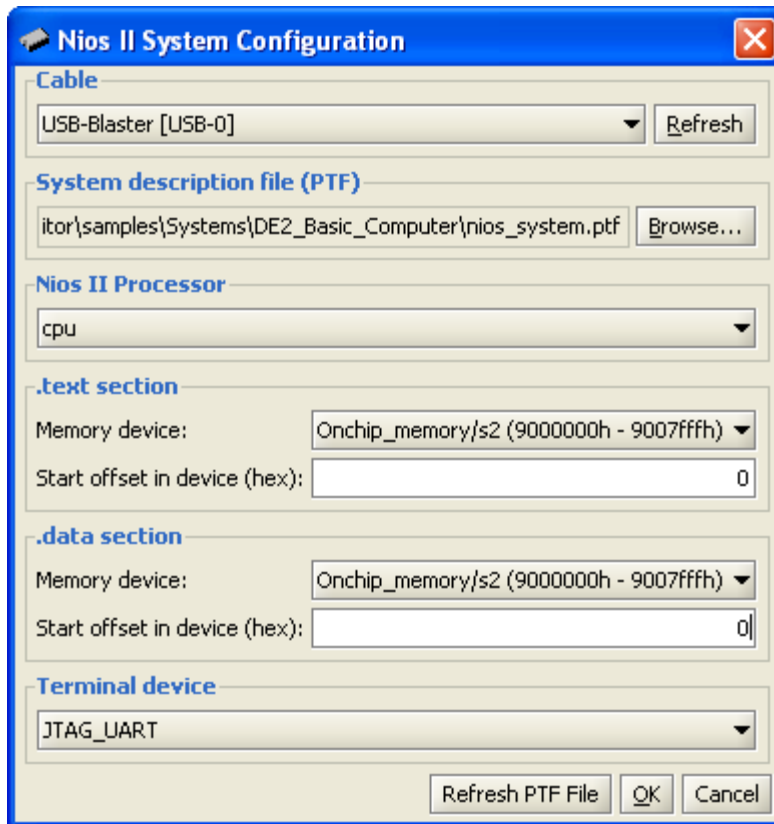 Nios II System Configuration
Cable
USB-Blaster [USB-0]
Refresh
System description file (PTF)
itor\samples\Systems\DE2_Basic_Computer\nios_system.ptf
Browse...
Nios II Processor
cpu
.text section
Memory device:
Onchip_memory/s2 (9000000h - 9007fffh)
Start offset in device (hex):
0
.data section
Memory device:
Onchip_memory/s2 (9000000h - 9007fffh)
Start offset in device (hex):
0
Terminal device
JTAG_UART
Refresh PTF File
OK
Cancel